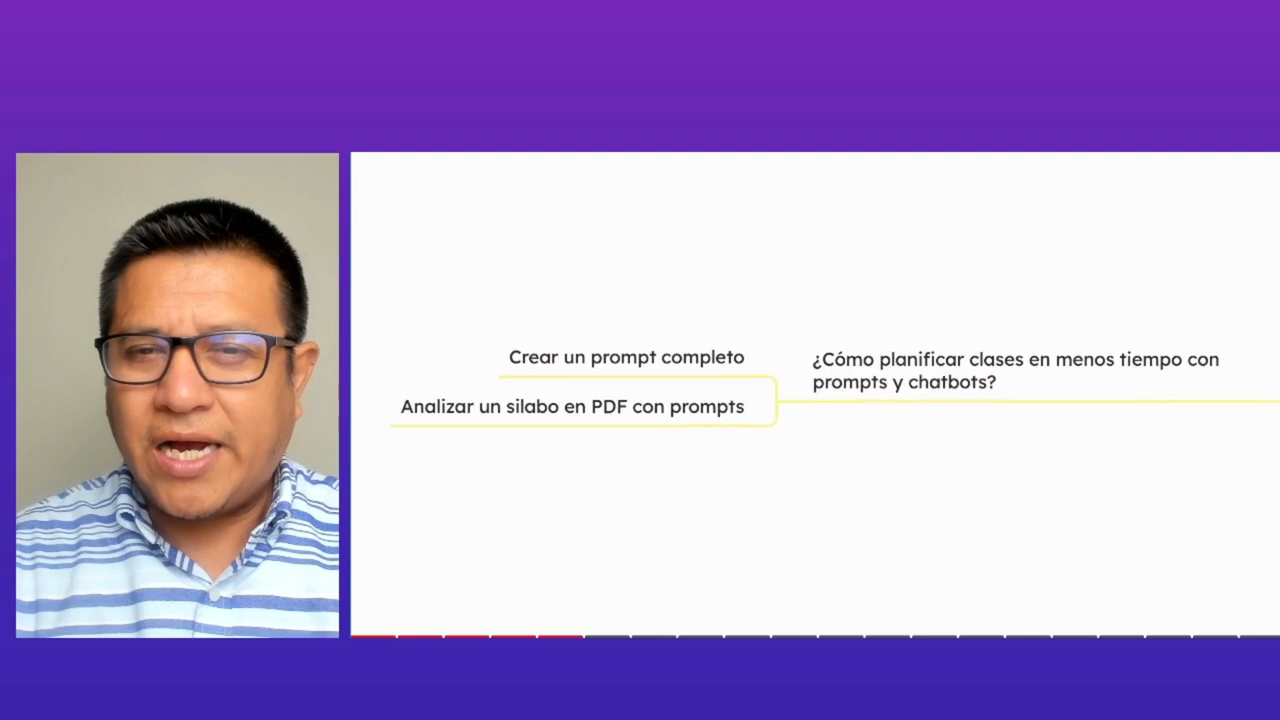 Crear un prompt completo
Analizar un silabo en PDF con prompts
¿Cómo planificar clases en menos tiempo con
prompts y chatbots?